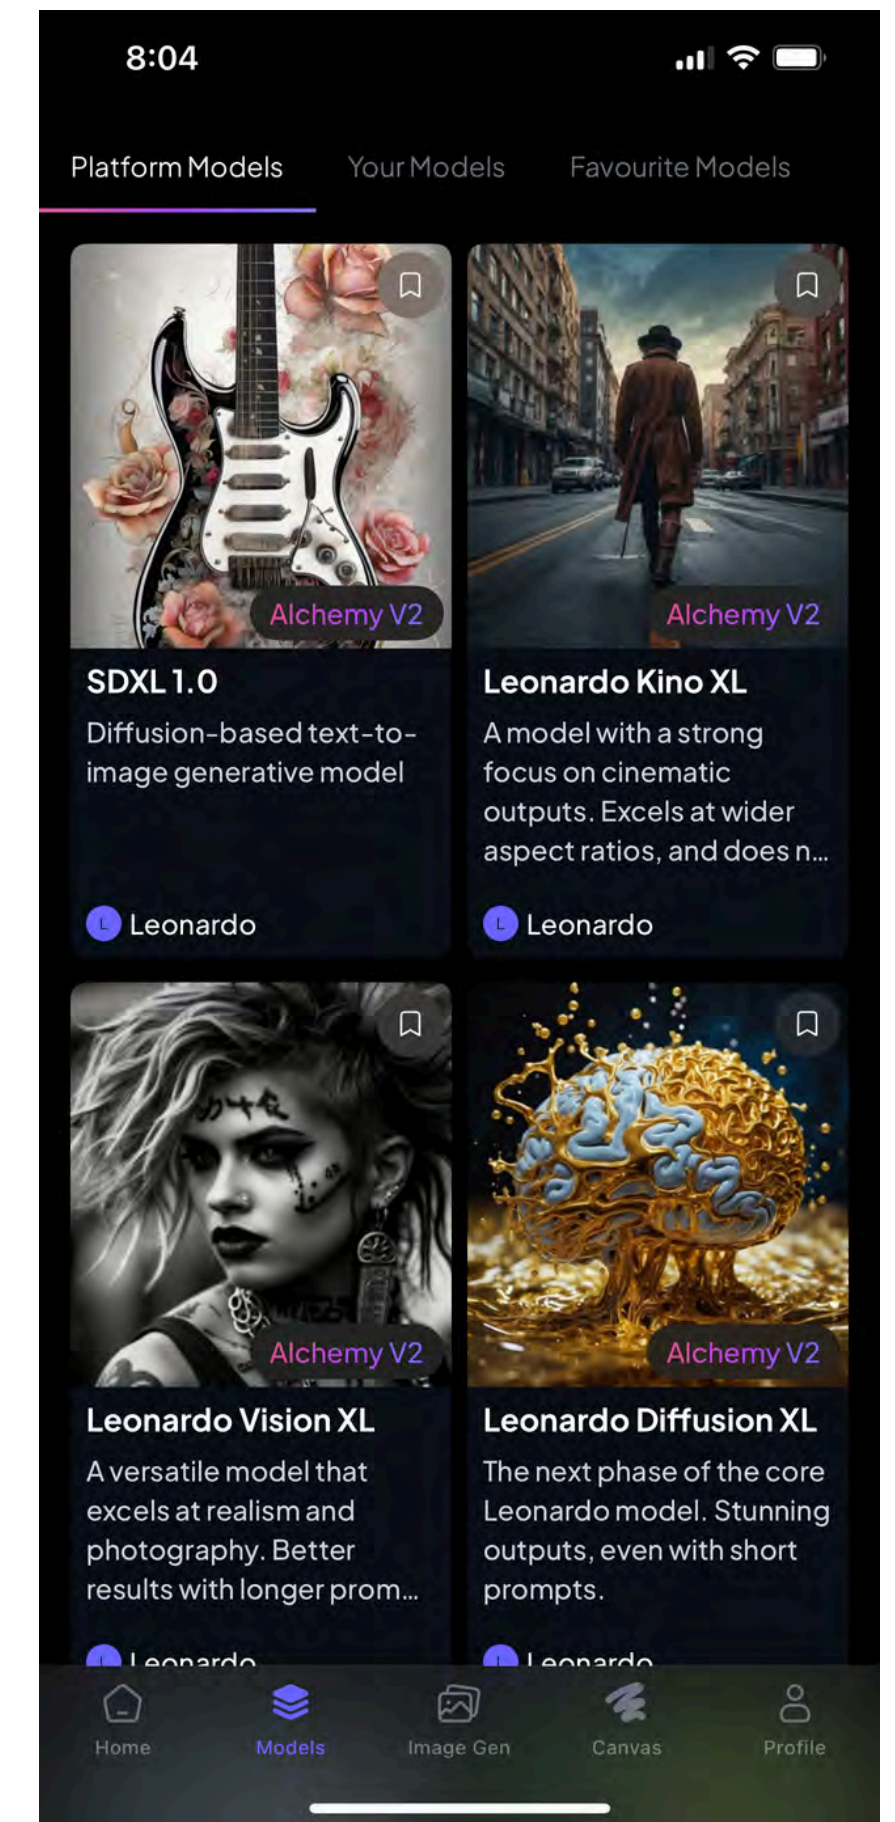 8:04
Platform Models
Your Models
Favourite Models
Alchemy V2
SDXL 1.0
Diffusion-based text-to-
image generative model
L Leonardo
Alchemy V2
Leonardo Kino XL
A model with a strong
focus on cinematic
outputs. Excels at wider
aspect ratios, and does n...
L Leonardo
Alchemy V2
Leonardo Vision XL
A versatile model that
excels at realism and
photography. Better
results with longer prom...
L Leonardo
Alchemy V2
Leonardo Diffusion XL
The next phase of the core
Leonardo model. Stunning
outputs, even with short
prompts.
L Leonardo
Home
Models
Image Gen
Canvas
Profile